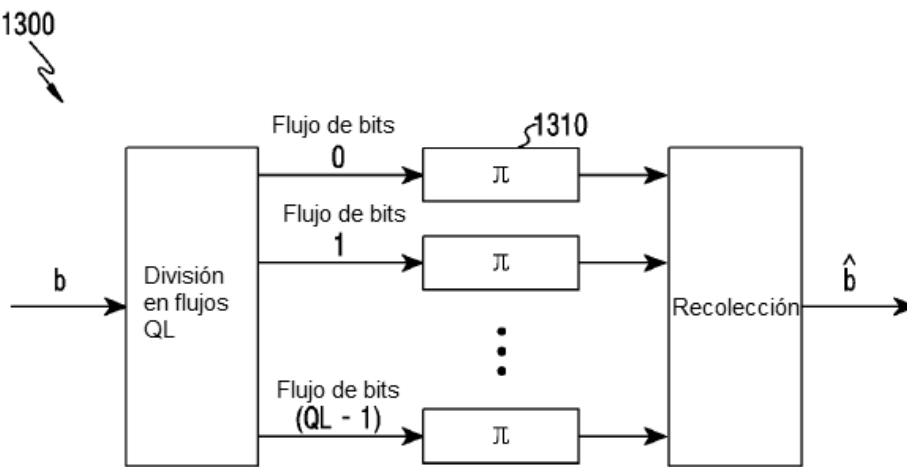 1300
Flujo de bits
0
1310
π
Flujo de bits
1
π
b
División
en flujos
QL
Recolección
b̂
Flujo de bits
(QL - 1)
π